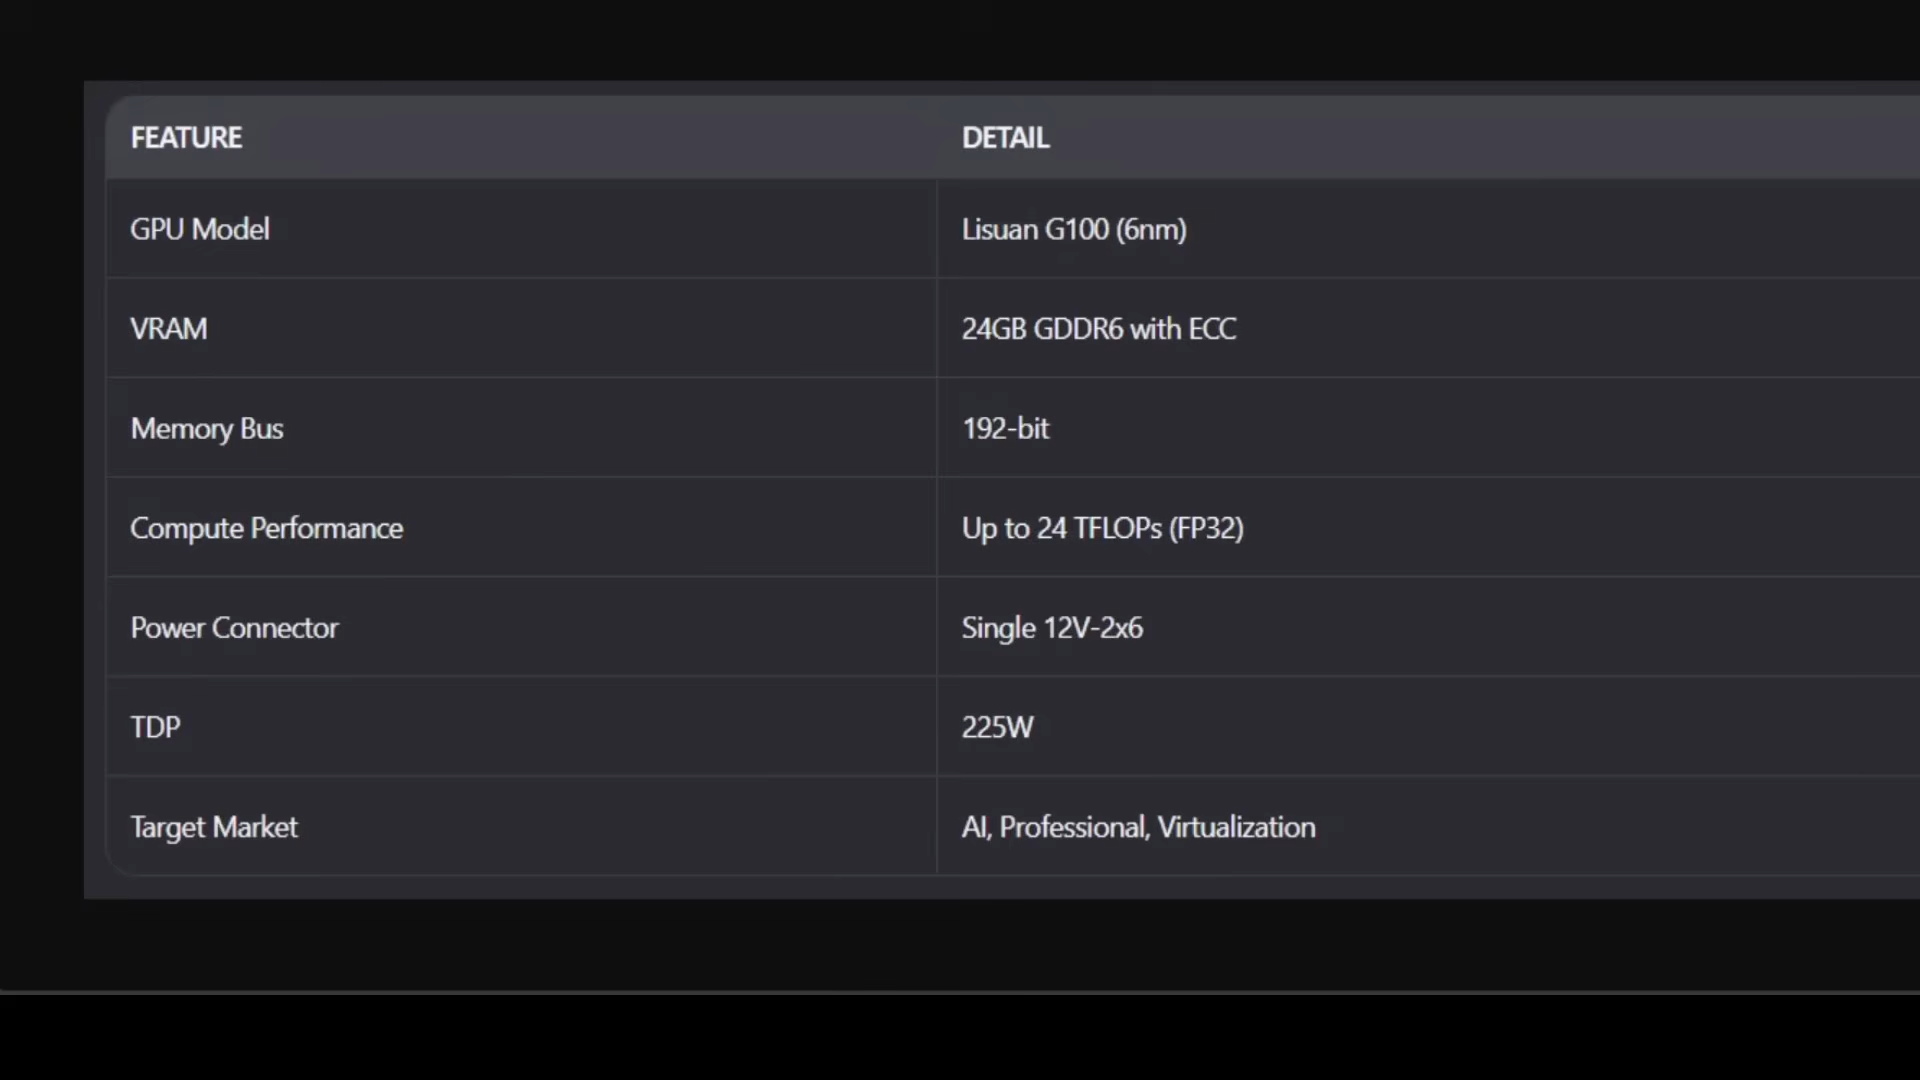 FEATURE DETAIL
GPU Model Lisuan G100 (6nm)
VRAM 24GB GDDR6 with ECC
Memory Bus 192-bit
Compute Performance Up to 24 TFLOPs (FP32)
Power Connector Single 12V-2x6
TDP 225W
Target Market AI, Professional, Virtualization